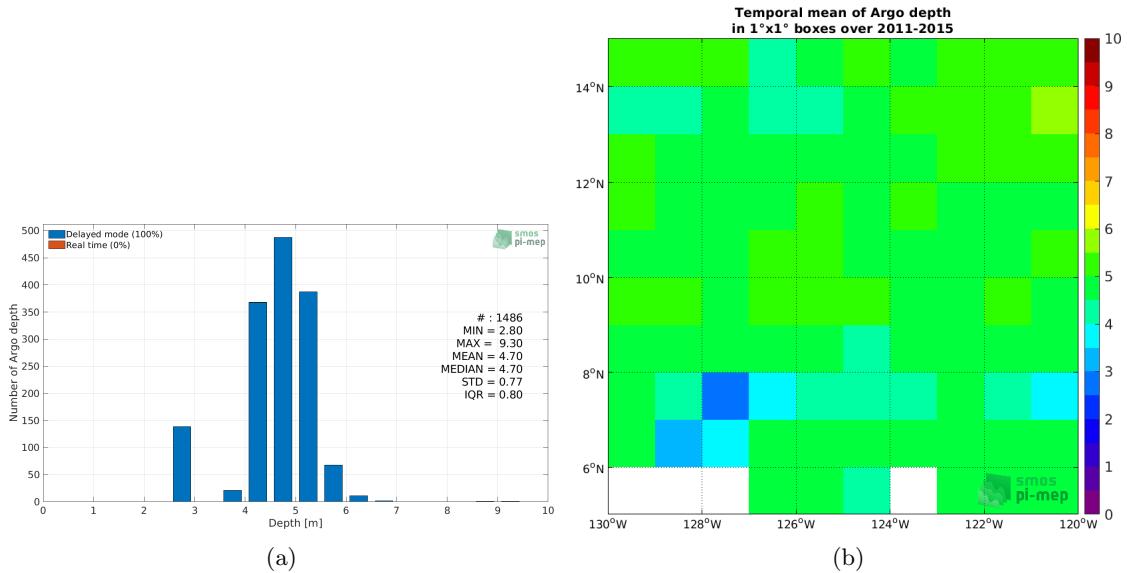 Temporal mean of Argo depth
in 1°x1° boxes over 2011-2015
Delayed mode (100%)
Real time (0%)
smos
pi-mep
# : 1486
MIN = 2.80
MAX = 9.30
MEAN = 4.70
MEDIAN = 4.70
STD = 0.77
IQR = 0.80
Number of Argo depth
500
450
400
350
300
250
200
150
100
50
0
0 1 2 3 4 5 6 7 8 9 10
Depth [m]
(a)
14°N
12°N
10°N
8°N
6°N
130°W 128°W 126°W 124°W 122°W 120°W
smos
pi-mep
10
9
8
7
6
5
4
3
2
1
0
(b)